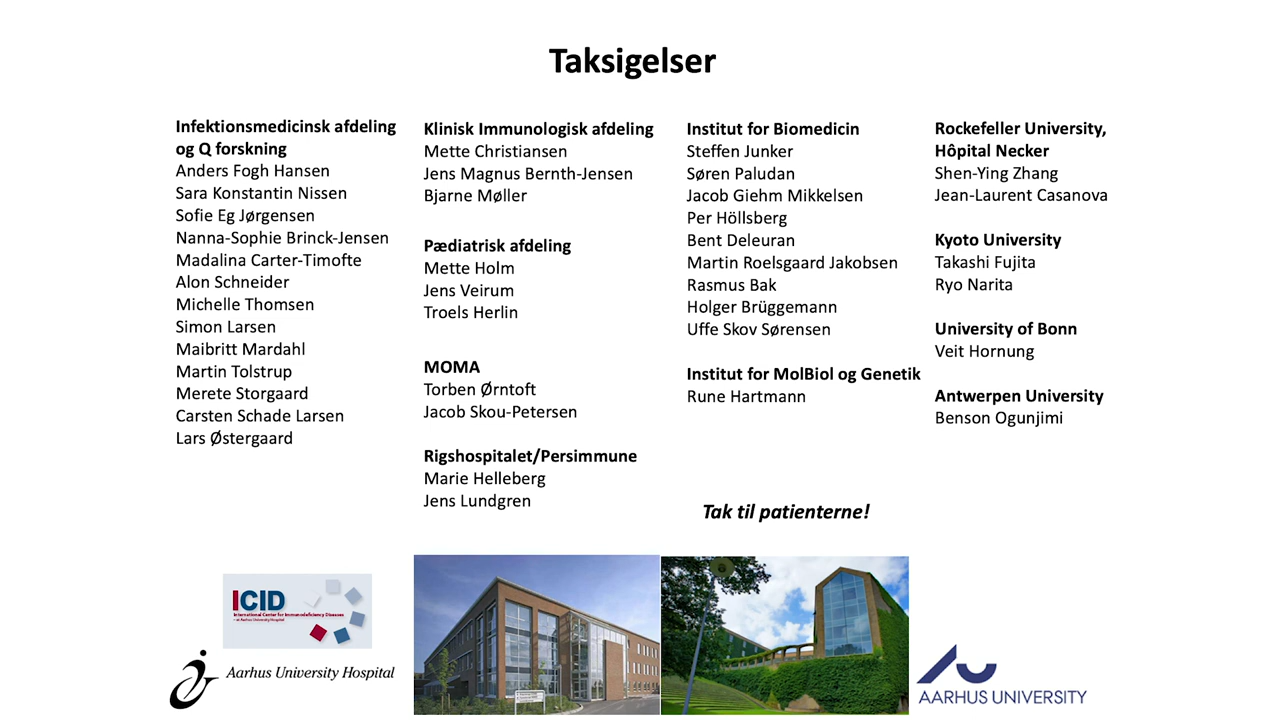 Taksigelser
Infektionsmedicinsk afdeling
og Q forskning
Anders Fogh Hansen
Sara Konstantin Nissen
Sofie Eg Jørgensen
Nanna-Sophie Brinck-Jensen
Madalina Carter-Timofte
Alon Schneider
Michelle Thomsen
Simon Larsen
Maibritt Mardahl
Martin Tolstrup
Merete Storgaard
Carsten Schade Larsen
Lars Østergaard
Klinisk Immunologisk afdeling
Mette Christiansen
Jens Magnus Bernth-Jensen
Bjarne Møller
Pædiatrisk afdeling
Mette Holm
Jens Veirum
Troels Herlin
MOMA
Torben Ørntoft
Jacob Skou-Petersen
Rigshospitalet/Persimmune
Marie Helleberg
Jens Lundgren
Institut for Biomedicin
Steffen Junker
Søren Paludan
Jacob Giehm Mikkelsen
Per Höllsberg
Bent Deleuran
Martin Roelsgaard Jakobsen
Rasmus Bak
Holger Brüggemann
Uffe Skov Sørensen
Institut for MolBiol og Genetik
Rune Hartmann
Rockefeller University,
Hôpital Necker
Shen-Ying Zhang
Jean-Laurent Casanova
Kyoto University
Takashi Fujita
Ryo Narita
University of Bonn
Veit Hornung
Antwerpen University
Benson Ogunjimi
Tak til patienterne!
ICID
International Center for Immunodeficiency Diseases
– at Aarhus University Hospital
Aarhus University Hospital
AARHUS UNIVERSITY